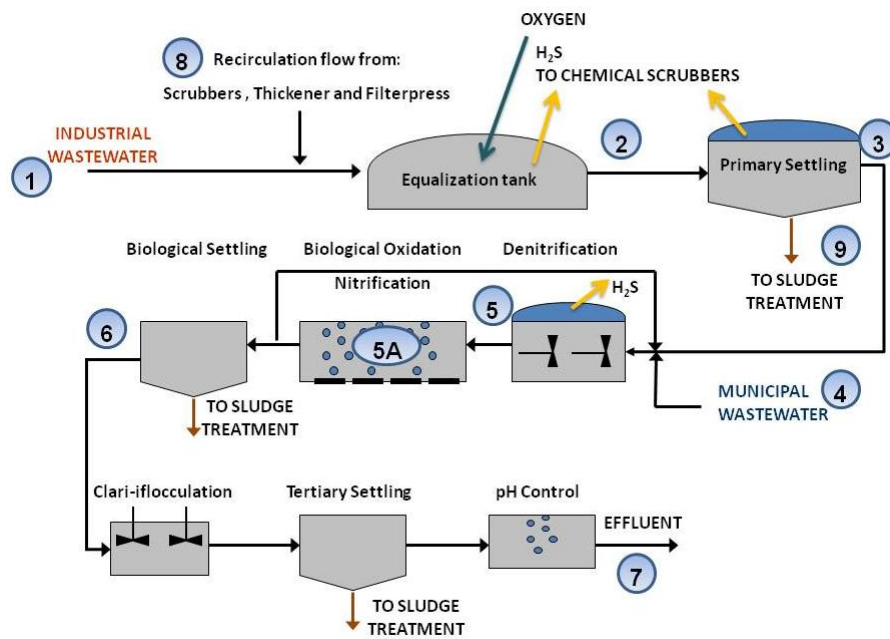 OXYGEN
8 Recirculation flow from:
Scrubbers , Thickener and Filterpress
H₂S
TO CHEMICAL SCRUBBERS
INDUSTRIAL
WASTEWATER
1
2
3
Equalization tank
Primary Settling
9
TO SLUDGE
TREATMENT
Biological Settling
Biological Oxidation
Nitrification
Denitrification
H₂S
6
5A
5
MUNICIPAL
WASTEWATER
4
TO SLUDGE
TREATMENT
Clari-iflocculation
Tertiary Settling
pH Control
EFFLUENT
7
TO SLUDGE
TREATMENT